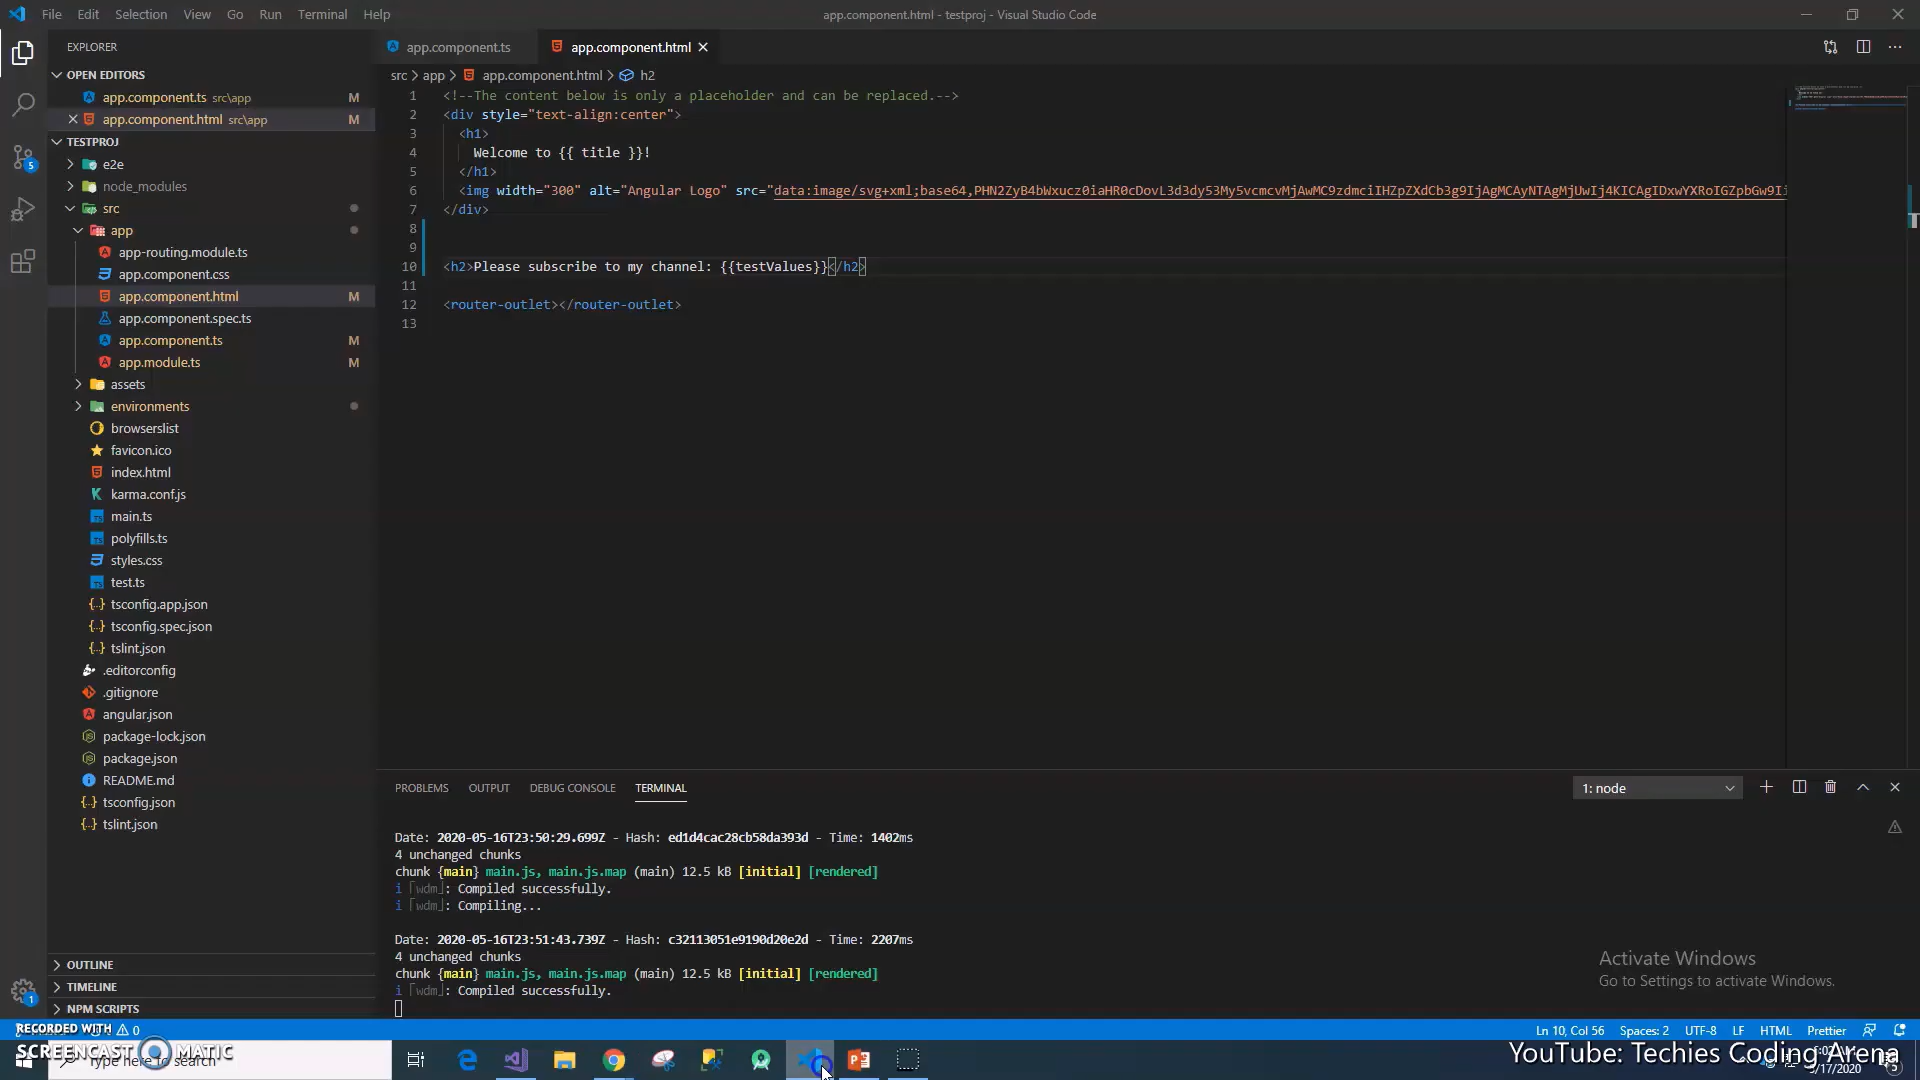 File Edit Selection View Go Run Terminal Help
app.component.html - testproj - Visual Studio Code
EXPLORER
OPEN EDITORS
app.component.ts src\app M
app.component.html src\app M
TESTPROJ
e2e
node_modules
src
app
app-routing.module.ts
app.component.css
app.component.html M
app.component.spec.ts
app.component.ts M
app.module.ts M
assets
environments
browserslist
favicon.ico
index.html
karma.conf.js
main.ts
polyfills.ts
styles.css
test.ts
tsconfig.app.json
tsconfig.spec.json
tslint.json
.editorconfig
.gitignore
angular.json
package-lock.json
package.json
README.md
tsconfig.json
tslint.json
OUTLINE
TIMELINE
NPM SCRIPTS
5
1
app.component.ts
app.component.html
src > app > app.component.html > h2
1 <!--The content below is only a placeholder and can be replaced.-->
2 <div style="text-align:center">
3 <h1>
4 Welcome to {{ title }}!
5 </h1>
6 <img width="300" alt="Angular Logo" src="data:image/svg+xml;base64,
7 </div>
8
9
10 <h2>Please subscribe to my channel: {{testValues}}</h2>
11
12 <router-outlet></router-outlet>
13
PROBLEMS OUTPUT DEBUG CONSOLE TERMINAL
1: node
Date: 2020-05-16T23:50:29.699Z - Hash: ed1d4cac28cb58da393d - Time: 1402ms
4 unchanged chunks
chunk {main} main.js, main.js.map (main) 12.5 kB [initial] [rendered]
i ｢wdm｣: Compiled successfully.
i ｢wdm｣: Compiling...
Date: 2020-05-16T23:51:43.739Z - Hash: c32113051e9190d20e2d - Time: 2207ms
4 unchanged chunks
chunk {main} main.js, main.js.map (main) 12.5 kB [initial] [rendered]
i ｢wdm｣: Compiled successfully.
Activate Windows
Go to Settings to activate Windows.
0
Ln 10, Col 56 Spaces: 2 UTF-8 LF HTML Prettier
RECORDED WITH
SCREENCAST MATIC
Type here to search
YouTube: Techies Coding Arena
5/17/2020